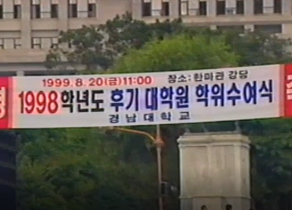 1999.8.20(금)11:00 장소:한마관 강당
1998학년도 후기 대학원 학위수여식
경남대학교